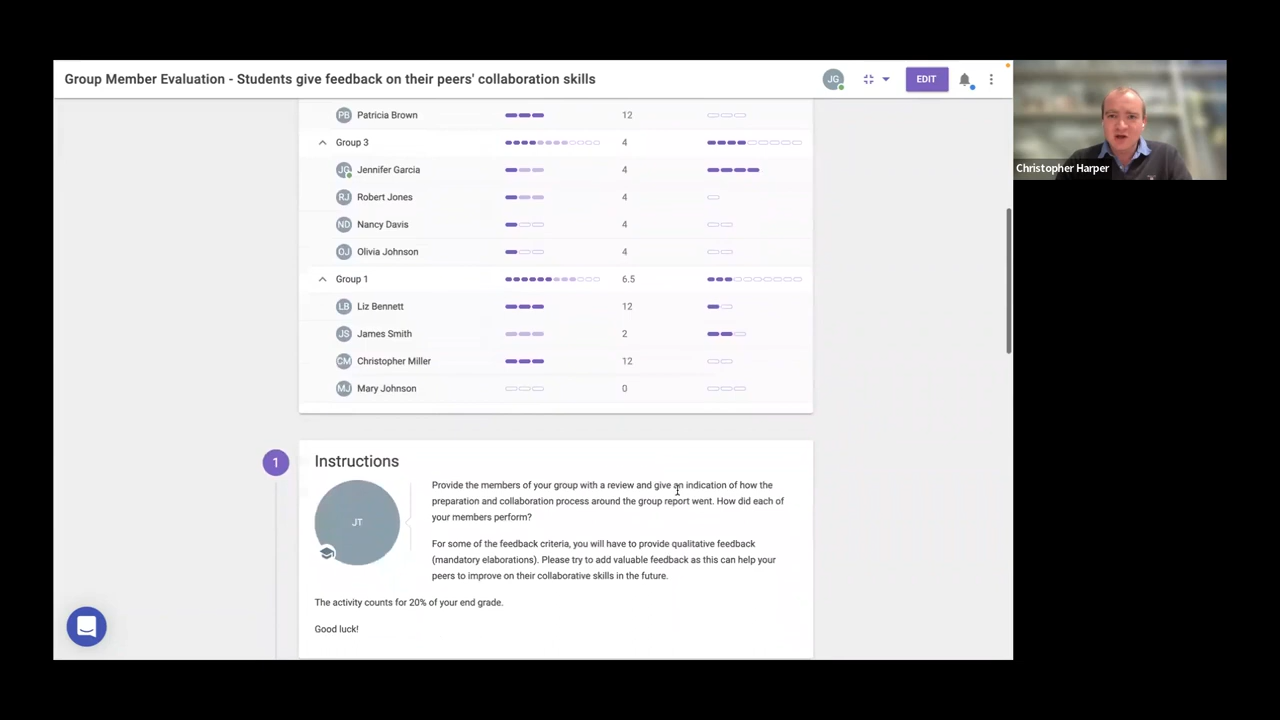 Group Member Evaluation - Students give feedback on their peers' collaboration skills
JG
EDIT
PB Patricia Brown 12
Group 3 4
JG Jennifer Garcia 4
RJ Robert Jones 4
ND Nancy Davis 4
OJ Olivia Johnson 4
Group 1 6.5
LB Liz Bennett 12
JS James Smith 2
CM Christopher Miller 12
MJ Mary Johnson 0
1
Instructions
JT
Provide the members of your group with a review and give an indication of how the
preparation and collaboration process around the group report went. How did each of
your members perform?
For some of the feedback criteria, you will have to provide qualitative feedback
(mandatory elaborations). Please try to add valuable feedback as this can help your
peers to improve on their collaborative skills in the future.
The activity counts for 20% of your end grade.
Good luck!
Christopher Harper